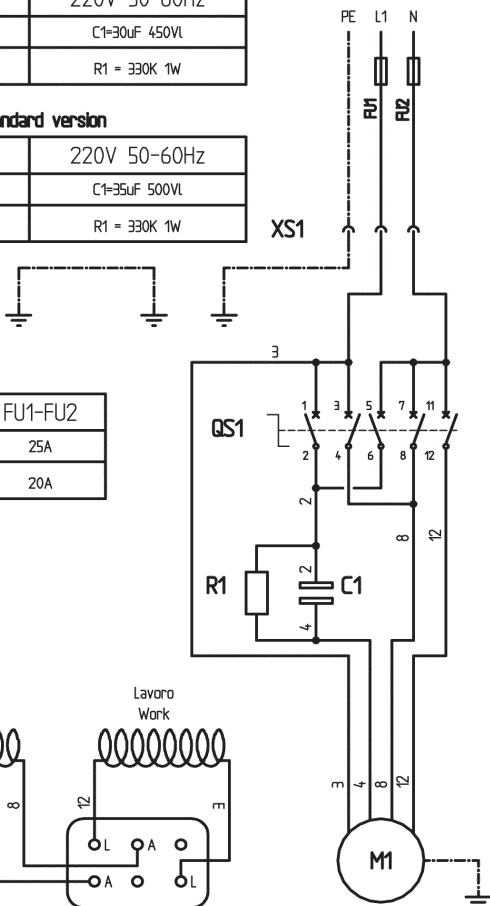 220V 50-60Hz
C1=30uF 450Vl
R1 = 330K 1W
ndard version
220V 50-60Hz
C1=35uF 500Vl
R1 = 330K 1W
PE L1 N
FU1
FU2
XS1
3
FU1-FU2
25A
20A
QS1
1 3 5 7 11
2 4 6 8 12
2
8
12
R1
2
C1
4
Lavoro
Work
8
12
3
3
4
8
12
L A
A L
M1